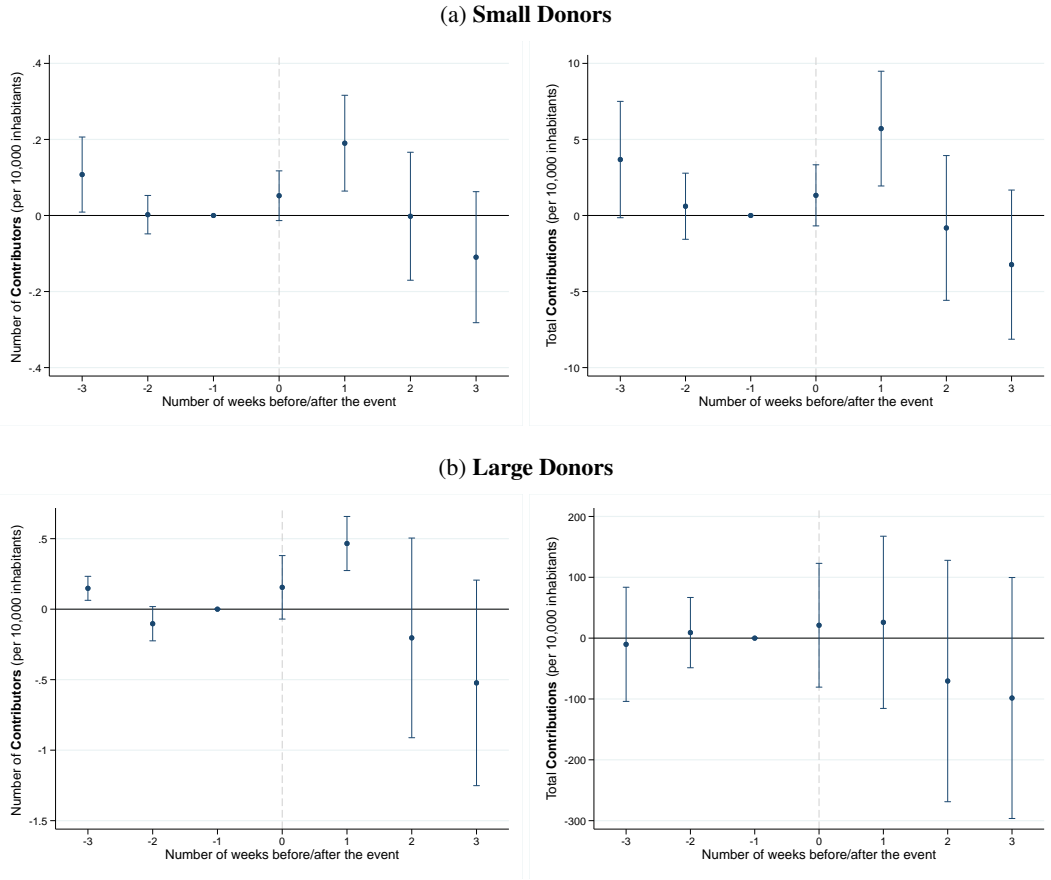 (a) Small Donors
Number of Contributors (per 10,000 inhabitants)
.4
.2
0
-.2
-.4
-3 -2 -1 0 1 2 3
Number of weeks before/after the event
Total Contributions (per 10,000 inhabitants)
10
5
0
-5
-10
-3 -2 -1 0 1 2 3
Number of weeks before/after the event
(b) Large Donors
Number of Contributors (per 10,000 inhabitants)
.5
0
-.5
-1
-1.5
-3 -2 -1 0 1 2 3
Number of weeks before/after the event
Total Contributions (per 10,000 inhabitants)
200
100
0
-100
-200
-300
-3 -2 -1 0 1 2 3
Number of weeks before/after the event